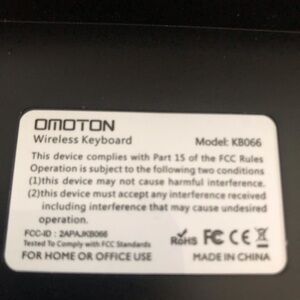 OMOTON
Wireless Keyboard Model: KB066
This device complies with Part 15 of the FCC Rules
Operation is subject to the following two conditions
(1)this device may not cause harmful interference.
(2)this device must accept any interference received
including interference that may cause undesired
operation.
FCC-ID : 2APAJKB066
Tested To Comply with FCC Standards
RoHS FC CE
FOR HOME OR OFFICE USE MADE IN CHINA